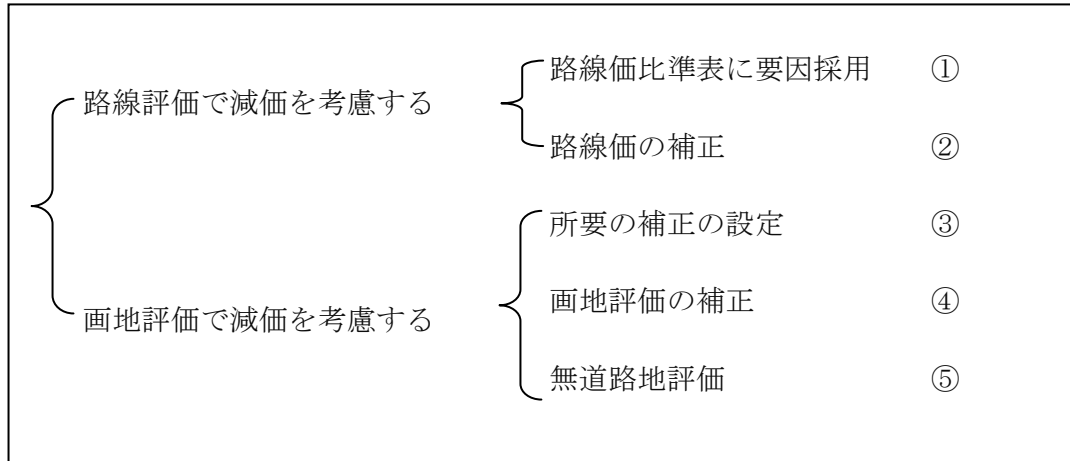 路線評価で減価を考慮する
路線価比準表に要因採用 ①
路線価の補正 ②
画地評価で減価を考慮する
所要の補正の設定 ③
画地評価の補正 ④
無道路地評価 ⑤